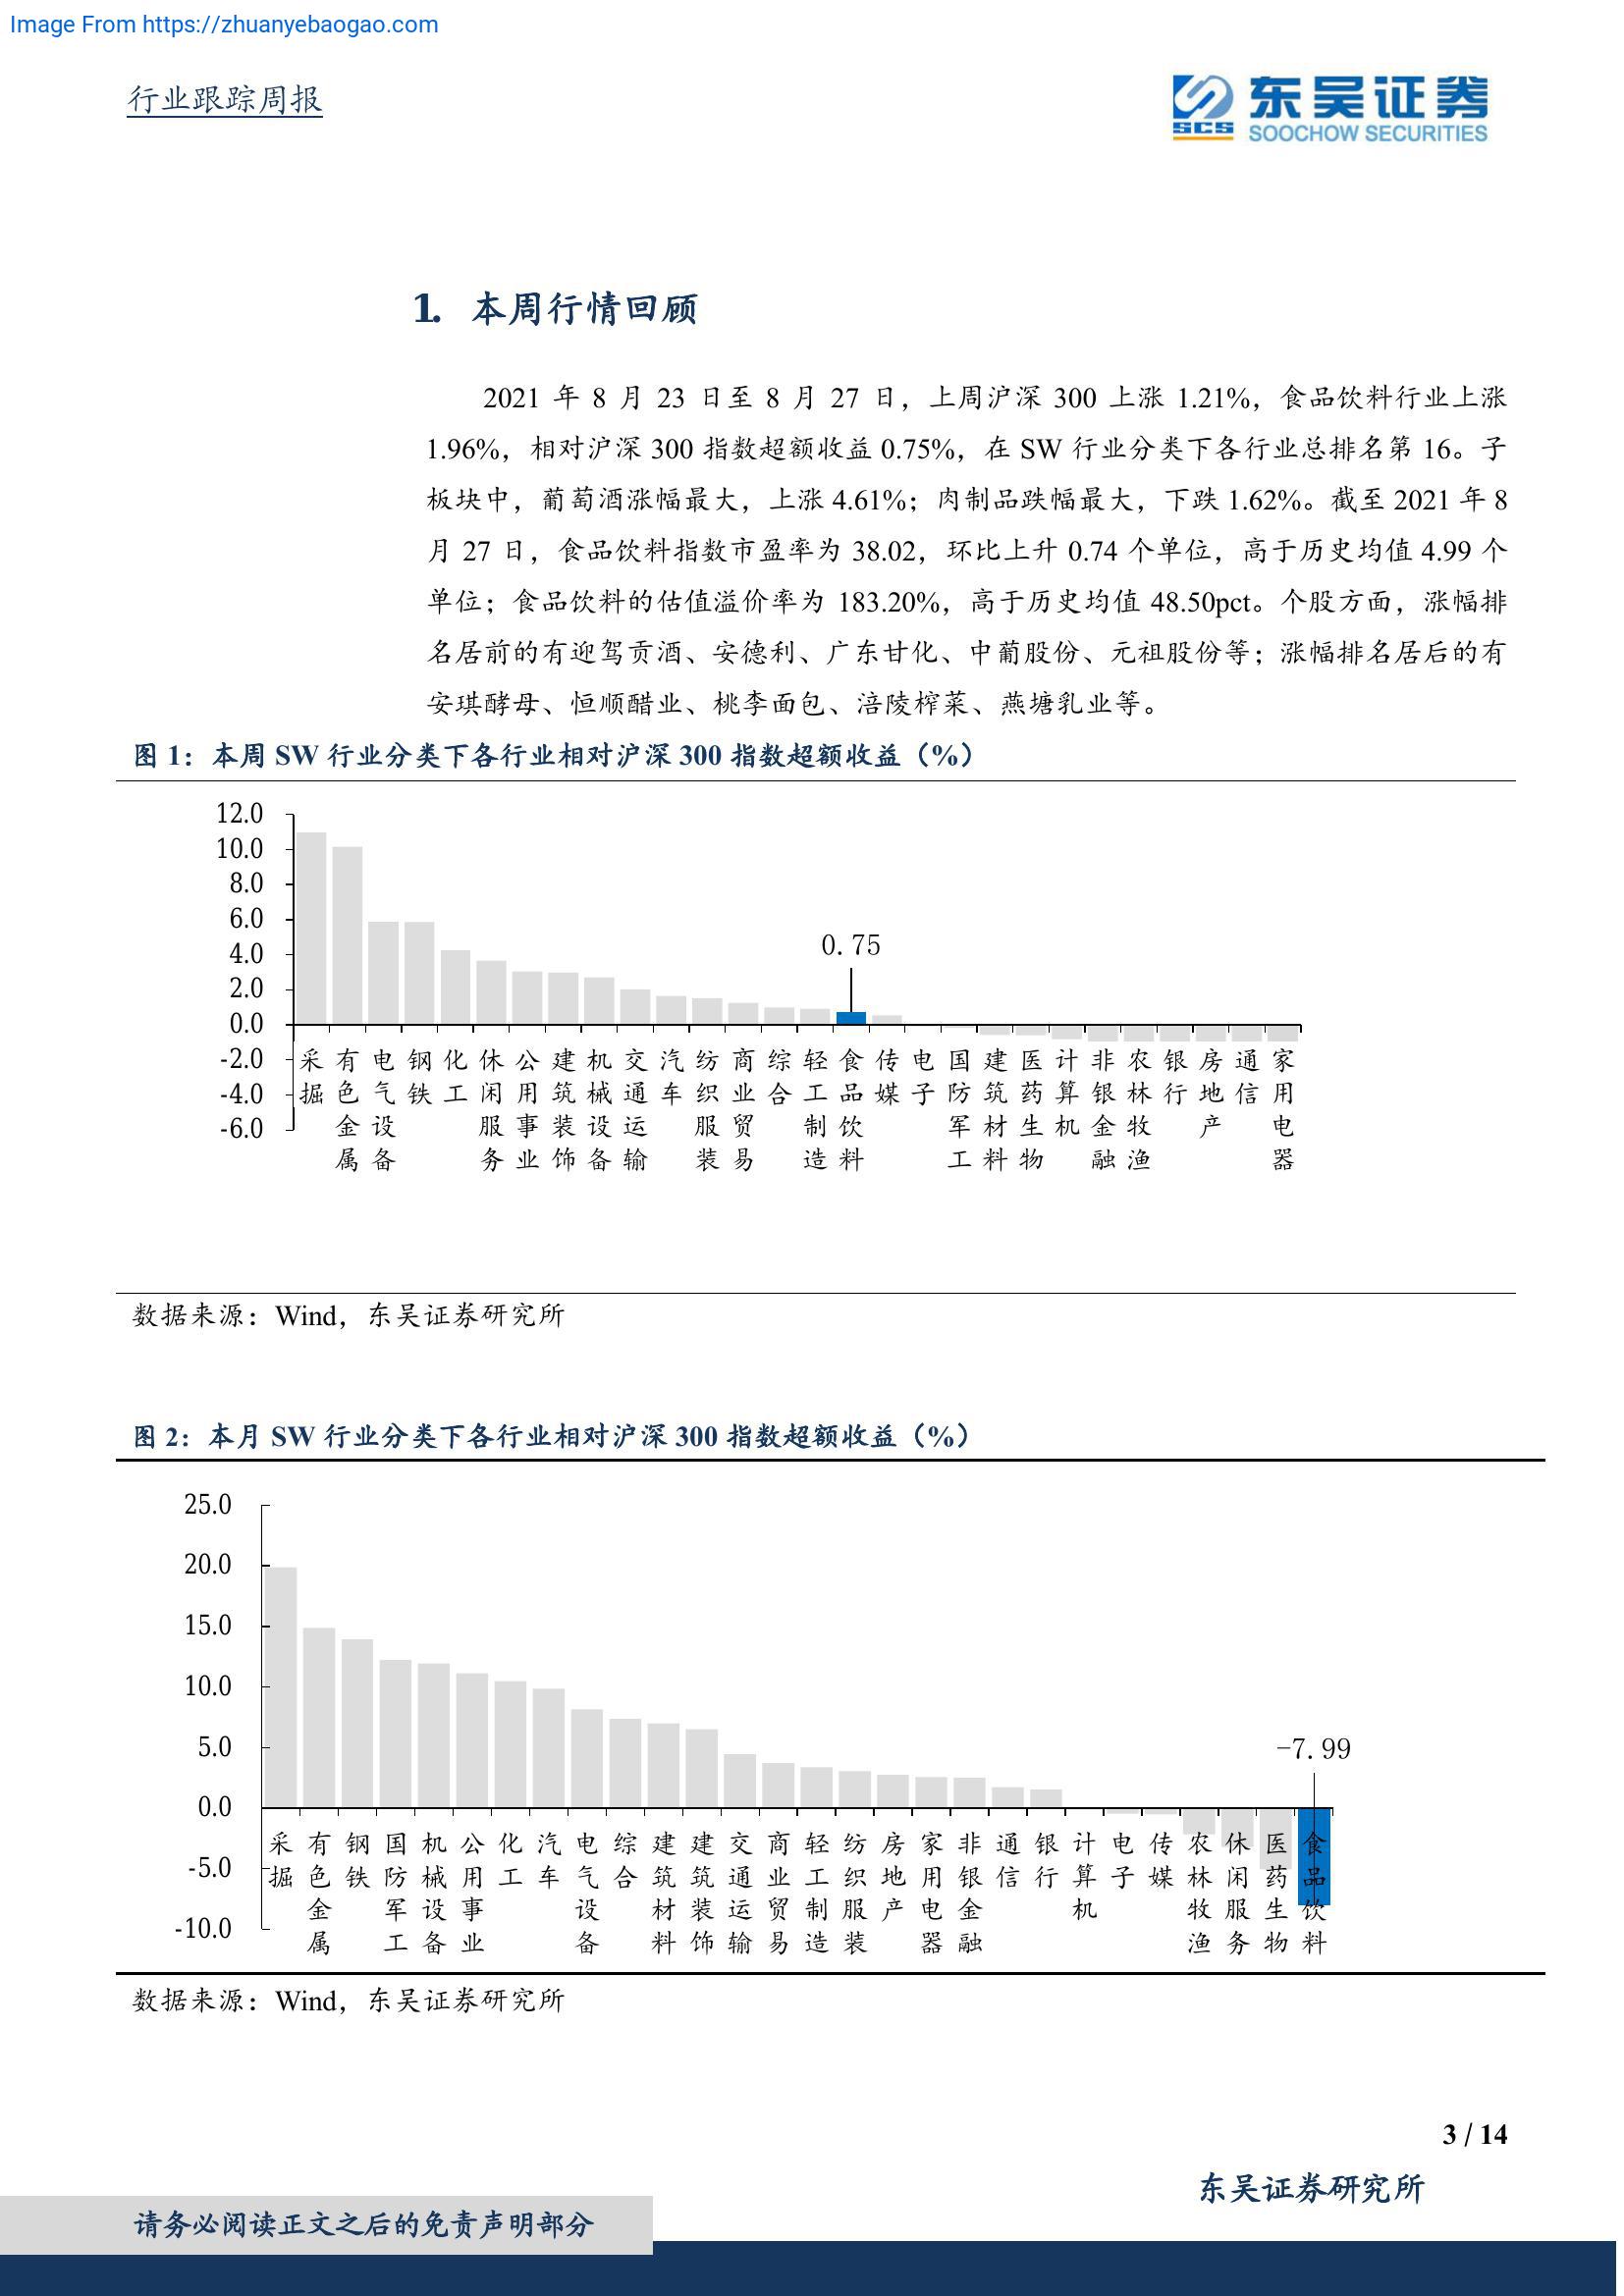 Image From https://zhuanyebaogao.com
行业跟踪周报
SCS 东吴证券
SOOCHOW SECURITIES
1. 本周行情回顾
2021 年 8 月 23 日至 8 月 27 日，上周沪深 300 上涨 1.21%，食品饮料行业上涨
1.96%，相对沪深 300 指数超额收益 0.75%，在 SW 行业分类下各行业总排名第 16。子
板块中，葡萄酒涨幅最大，上涨 4.61%；肉制品跌幅最大，下跌 1.62%。截至 2021 年 8
月 27 日，食品饮料指数市盈率为 38.02，环比上升 0.74 个单位，高于历史均值 4.99 个
单位；食品饮料的估值溢价率为 183.20%，高于历史均值 48.50pct。个股方面，涨幅排
名居前的有迎驾贡酒、安德利、广东甘化、中葡股份、元祖股份等；涨幅排名居后的有
安琪酵母、恒顺醋业、桃李面包、涪陵榨菜、燕塘乳业等。
图 1：本周 SW 行业分类下各行业相对沪深 300 指数超额收益（%）
12.0
10.0
8.0
6.0
4.0
2.0
0.0
-2.0
-4.0
-6.0
0.75
采掘
有色金属
电气设备
钢铁
化工
休闲服务
公用事业
建筑装饰
机械设备
交通运输
汽车
纺织服装
商业贸易
综合
轻工制造
食品饮料
传媒
电子
国防军工
建筑材料
医药生物
计算机
非银金融
农林牧渔
银行
房地产
通信
家用电器
数据来源：Wind，东吴证券研究所
图 2：本月 SW 行业分类下各行业相对沪深 300 指数超额收益（%）
25.0
20.0
15.0
10.0
5.0
0.0
-5.0
-10.0
-7.99
采掘
有色金属
钢铁
国防军工
机械设备
公用事业
化工
汽车
电气设备
综合
建筑材料
建筑装饰
交通运输
商业贸易
轻工制造
纺织服装
房地产
家用电器
非银金融
通信
银行
计算机
电子
传媒
农林牧渔
休闲服务
医药生物
食品饮料
数据来源：Wind，东吴证券研究所
3 / 14
东吴证券研究所
请务必阅读正文之后的免责声明部分